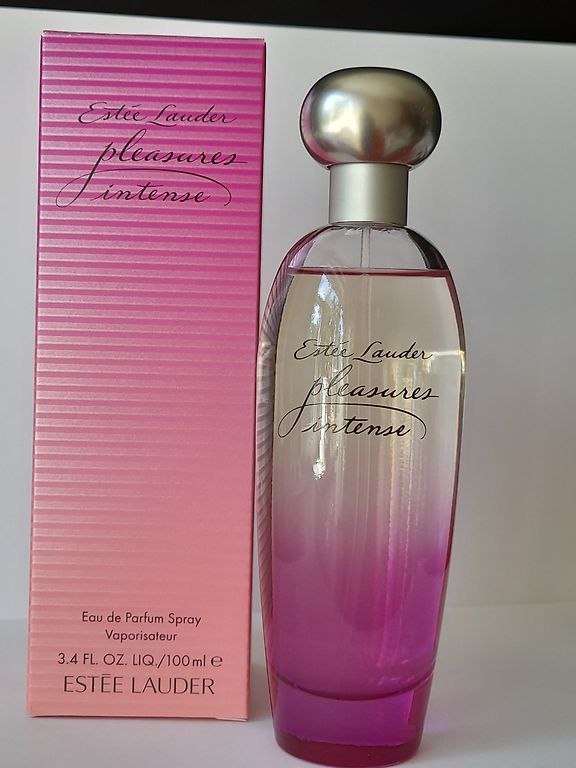 Estée Lauder
pleasures
intense
Eau de Parfum Spray
Vaporisateur
3.4 FL. OZ. LIQ./100ml ℮
ESTĒE LAUDER
Estée Lauder
pleasures
intense